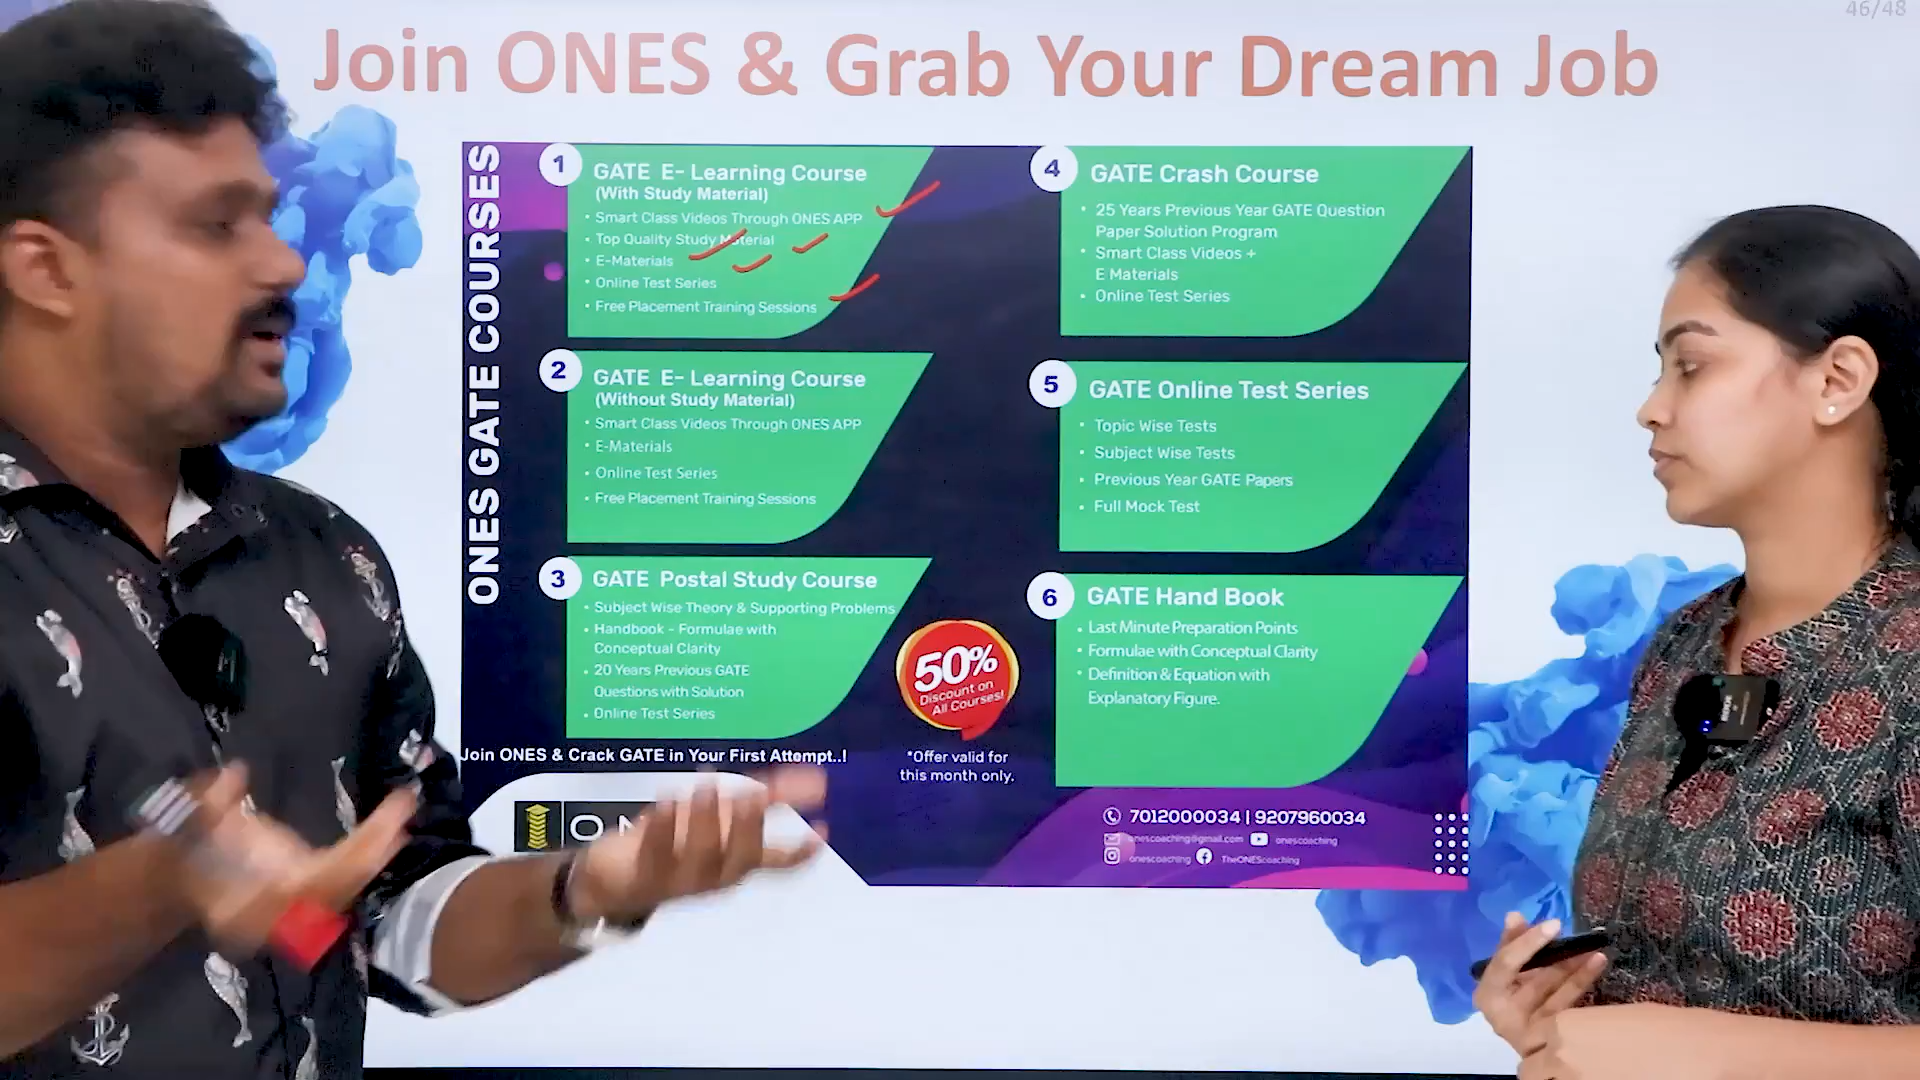 46/48
Join ONES & Grab Your Dream Job
ONES GATE COURSES
1
GATE E- Learning Course
(With Study Material)
• Smart Class Videos Through ONES APP
• Top Quality Study Material
• E-Materials
• Online Test Series
• Free Placement Training Sessions
2
GATE E- Learning Course
(Without Study Material)
• Smart Class Videos Through ONES APP
• E-Materials
• Online Test Series
• Free Placement Training Sessions
3
GATE Postal Study Course
• Subject Wise Theory & Supporting Problems
• Handbook - Formulae with
Conceptual Clarity
• 20 Years Previous GATE
Questions with Solution
• Online Test Series
Join ONES & Crack GATE in Your First Attempt..!
50%
Discount on
All Courses!
*Offer valid for
this month only.
4
GATE Crash Course
• 25 Years Previous Year GATE Question
Paper Solution Program
• Smart Class Videos +
E Materials
• Online Test Series
5
GATE Online Test Series
• Topic Wise Tests
• Subject Wise Tests
• Previous Year GATE Papers
• Full Mock Test
6
GATE Hand Book
• Last Minute Preparation Points
• Formulae with Conceptual Clarity
• Definition & Equation with
Explanatory Figure.
7012000034 | 9207960034
onescoaching@gmail.com onescoaching
onescoaching TheONEScoaching